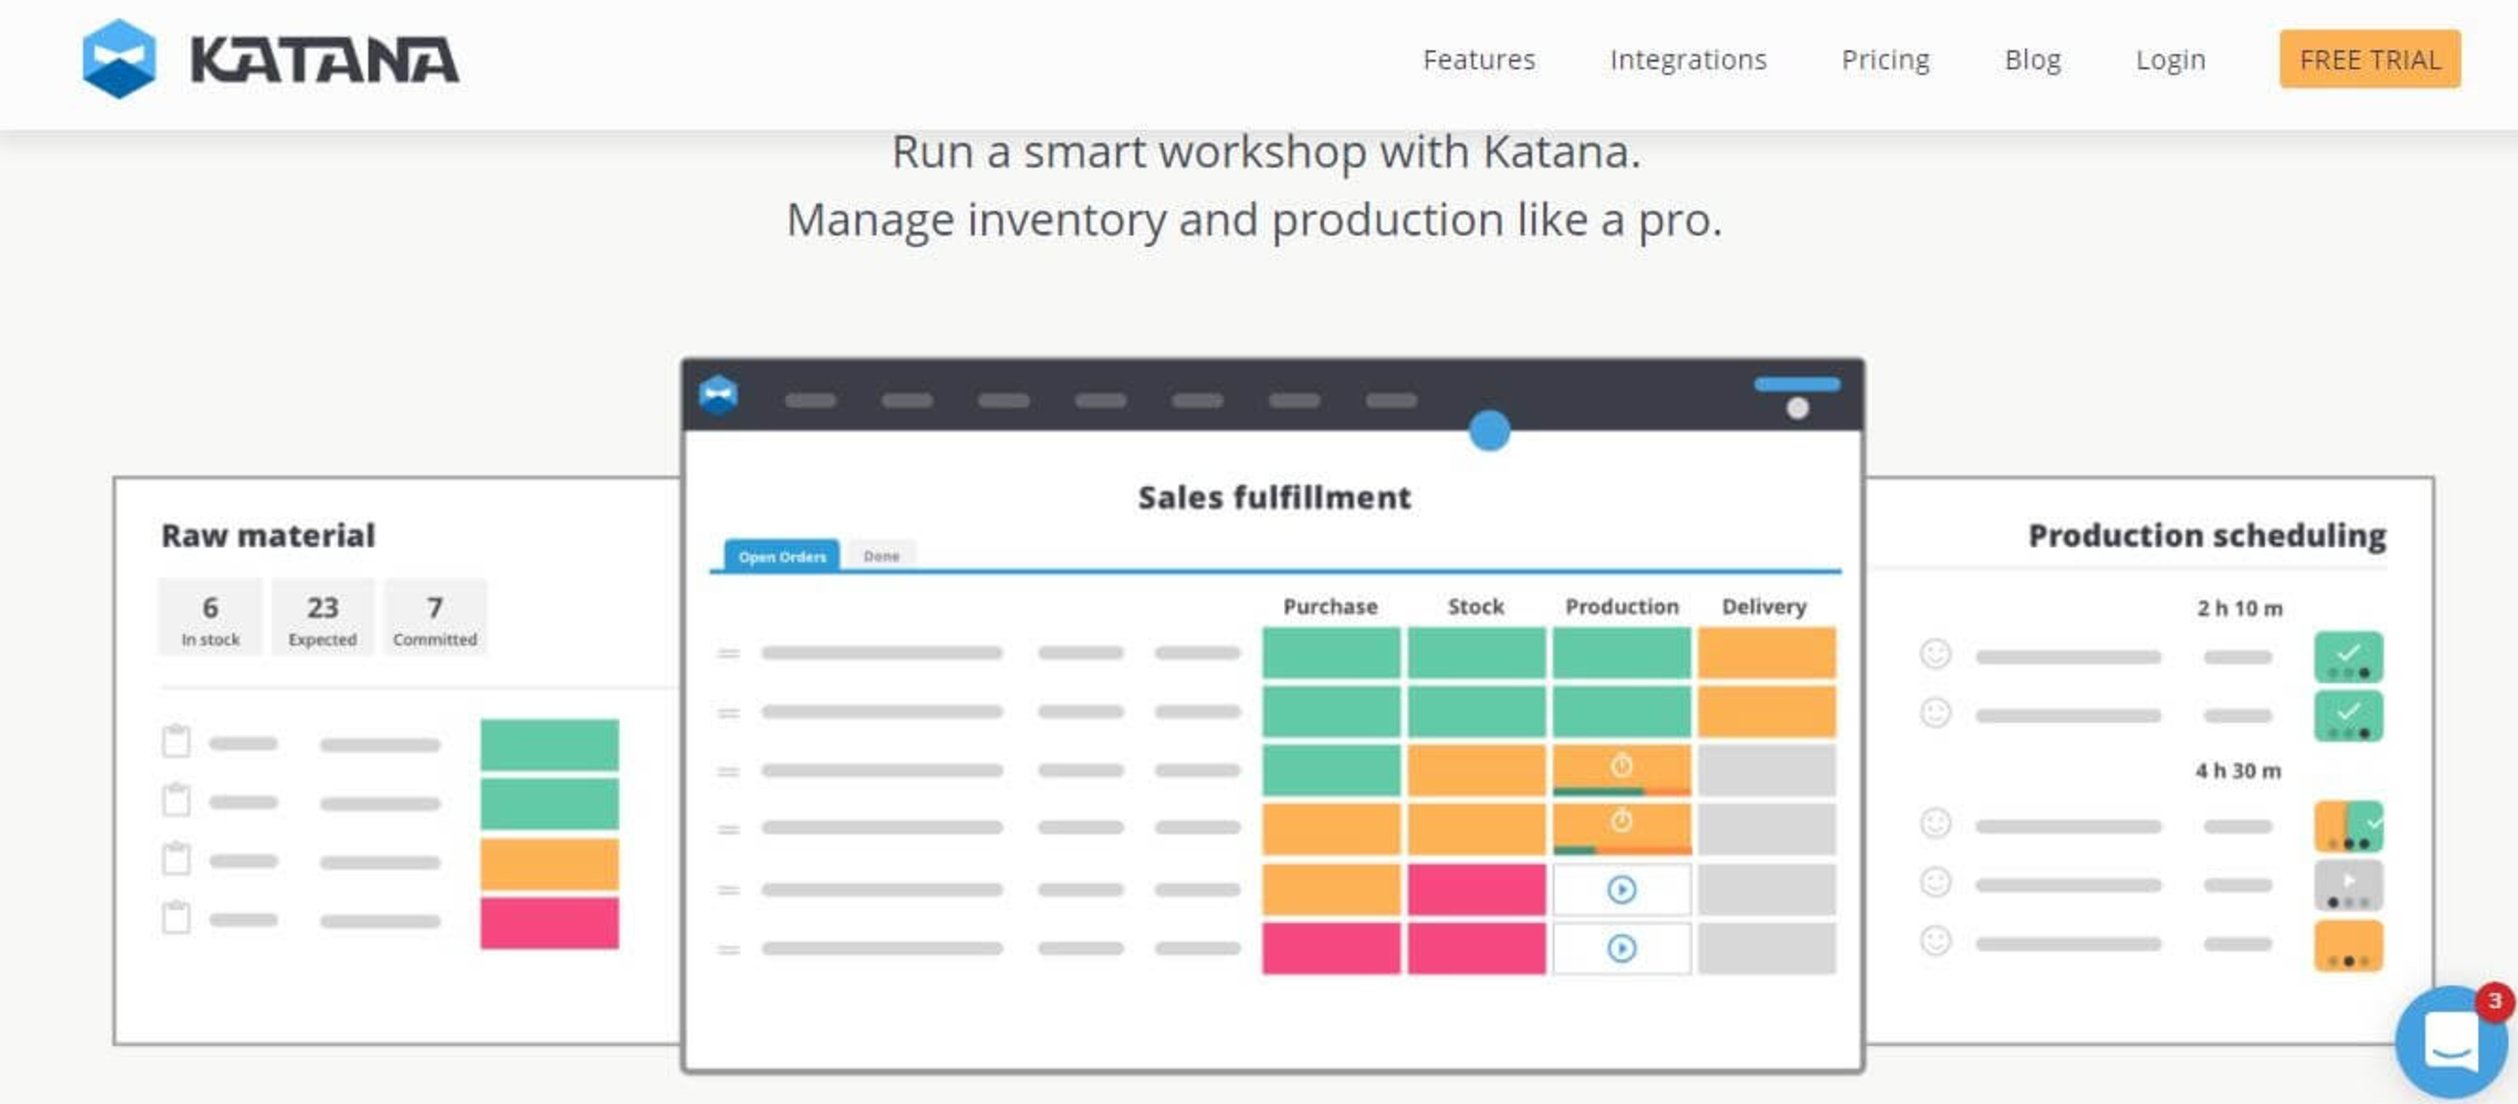 KATANA
Features Integrations Pricing Blog Login FREE TRIAL
Run a smart workshop with Katana.
Manage inventory and production like a pro.
Raw material
6 23 7
In stock Expected Committed
Sales fulfillment
Open Orders Done
Purchase Stock Production Delivery
Production scheduling
2 h 10 m
4 h 30 m
3